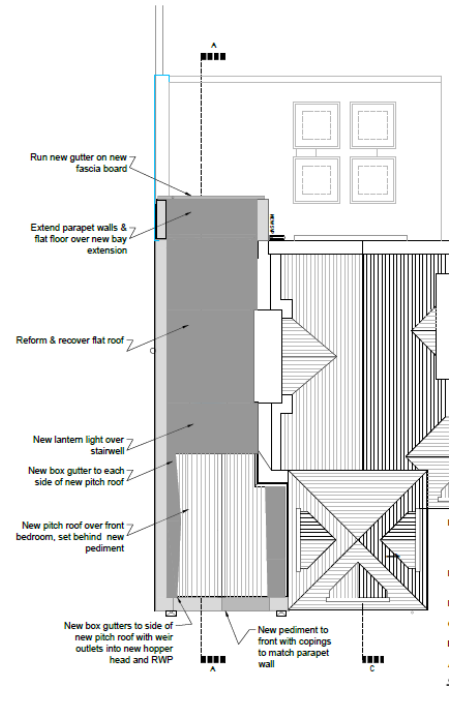 A
Run new gutter on new
fascia board
Extend parapet walls &
flat floor over new bay
extension
Reform & recover flat roof
New lantern light over
stairwell
New box gutter to each
side of new pitch roof
New pitch roof over front
bedroom, set behind new
pediment
New box gutters to side of
new pitch roof with weir
outlets into new hopper
head and RWP
New pediment to
front with copings
to match parapet
wall
A
C